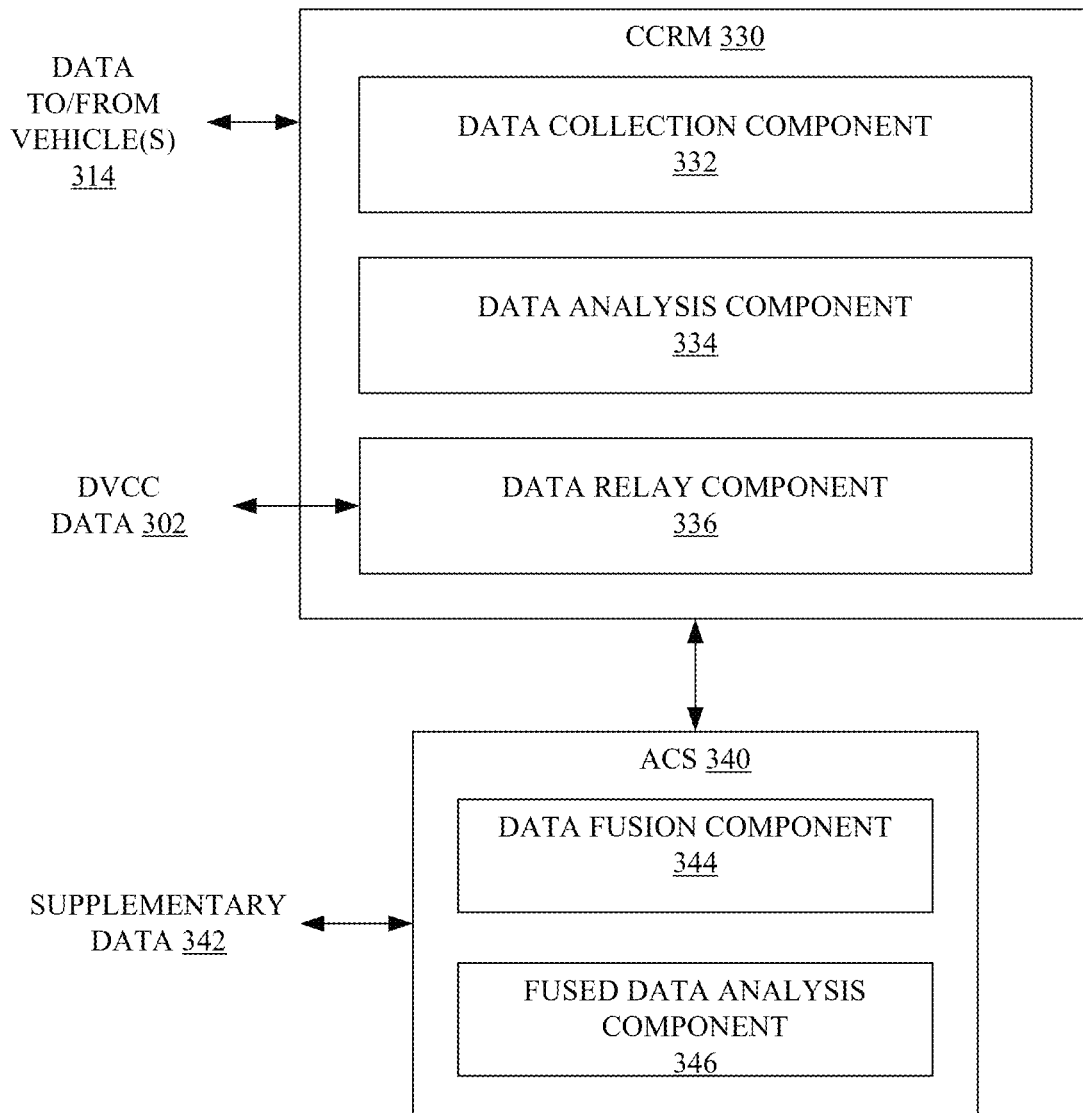 CCRM 330
DATA
TO/FROM
VEHICLE(S)
314
DATA COLLECTION COMPONENT
332
DATA ANALYSIS COMPONENT
334
DVCC
DATA 302
DATA RELAY COMPONENT
336
ACS 340
DATA FUSION COMPONENT
344
SUPPLEMENTARY
DATA 342
FUSED DATA ANALYSIS
COMPONENT
346